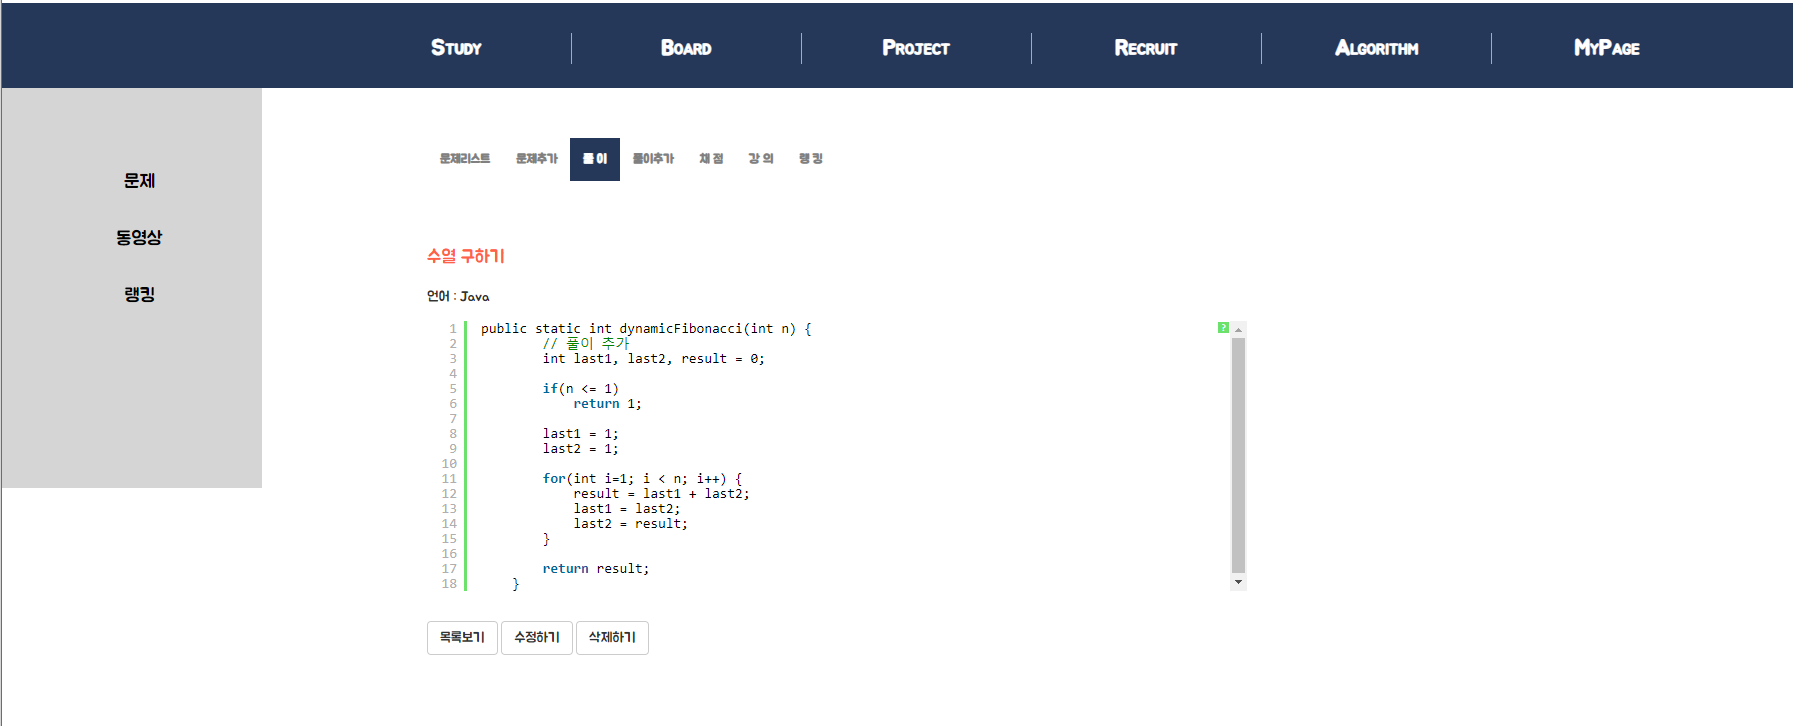 Study Board Project Recruit Algorithm MyPage
문제
동영상
랭킹
문제리스트 문제추가 풀 이 풀이추가 채 점 강 의 랭 킹
수열 구하기
언어 : Java
?
1 public static int dynamicFibonacci(int n) {
2 // 풀이 추가
3 int last1, last2, result = 0;
4
5 if(n <= 1)
6 return 1;
7
8 last1 = 1;
9 last2 = 1;
10
11 for(int i=1; i < n; i++) {
12 result = last1 + last2;
13 last1 = last2;
14 last2 = result;
15 }
16
17 return result;
18 }
목록보기 수정하기 삭제하기